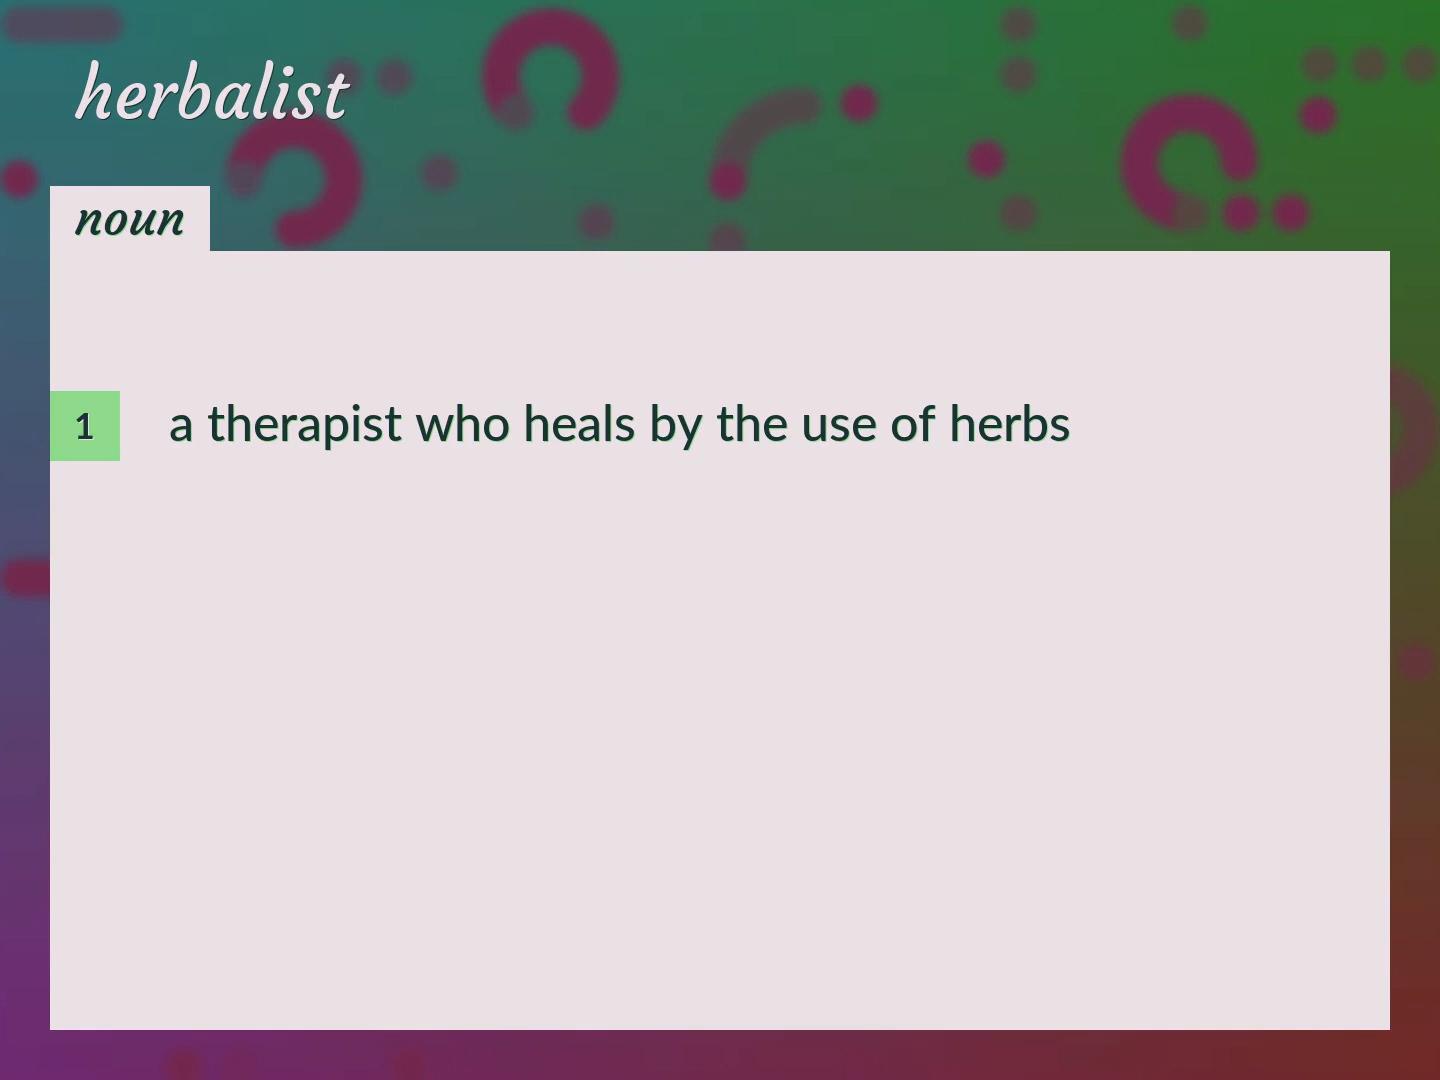 herbalist
noun
1 a therapist who heals by the use of herbs